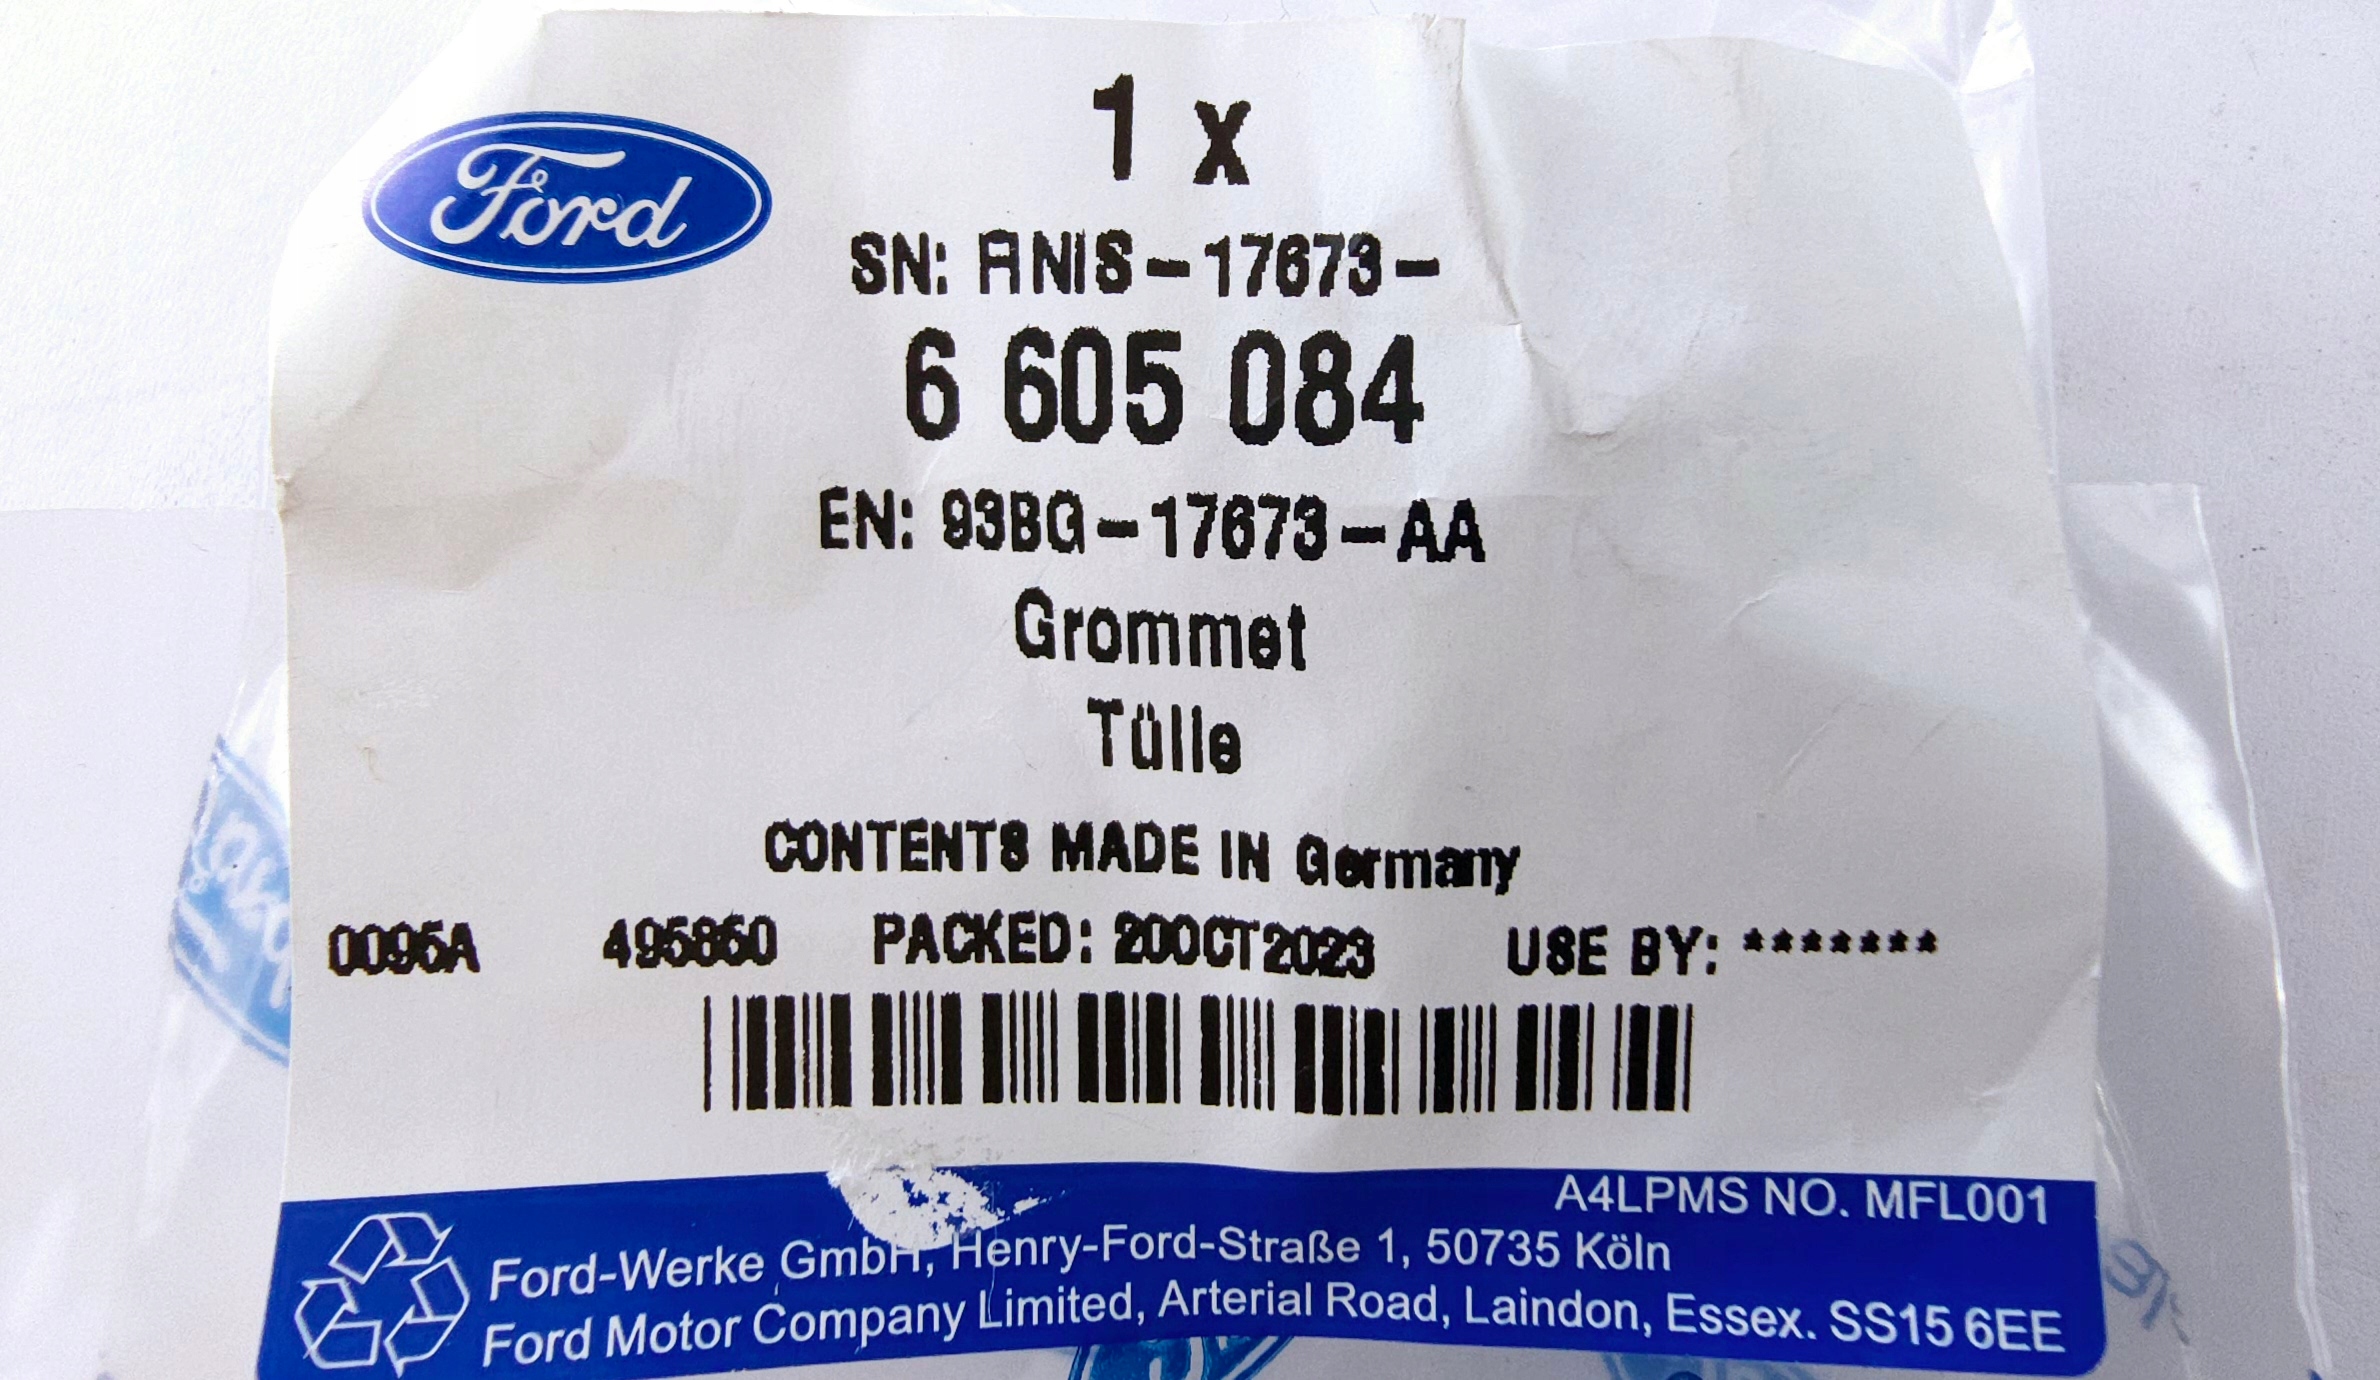 1 x
Ford
SN: ANIS-17673-
6 605 084
EN: 93BG-17673-AA
Grommet
Tülle
CONTENTS MADE IN Germany
0095A 495850 PACKED: 20OCT2023 USE BY: *******
A4LPMS NO. MFL001
Ford-Werke GmbH, Henry-Ford-Straße 1, 50735 Köln
Ford Motor Company Limited, Arterial Road, Laindon, Essex. SS15 6EE